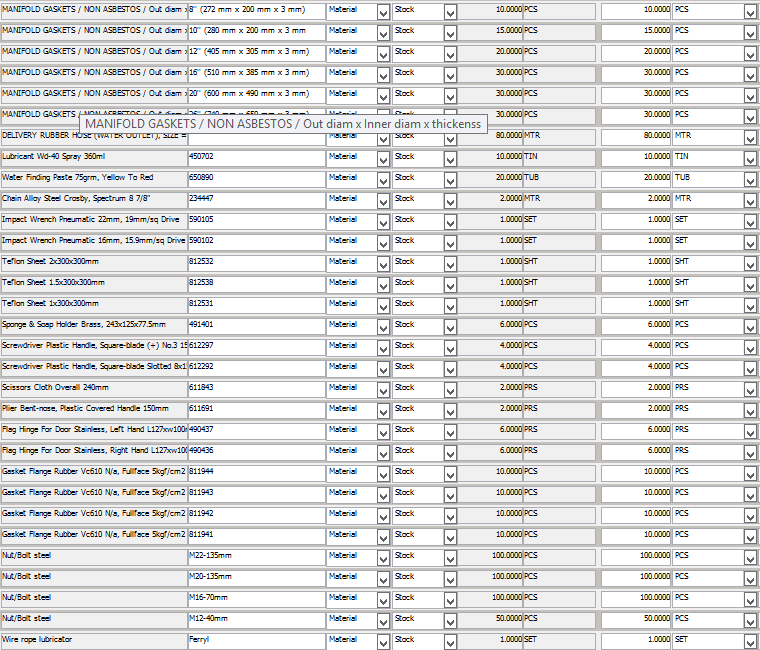 MANIFOLD GASKETS / NON ASBESTOS / Out diam x 8" (272 mm x 200 mm x 3 mm) Material Stock 10.0000 PCS 10.0000 PCS
MANIFOLD GASKETS / NON ASBESTOS / Out diam x 10" (280 mm x 200 mm x 3 mm Material Stock 15.0000 PCS 15.0000 PCS
MANIFOLD GASKETS / NON ASBESTOS / Out diam x 12" (405 mm x 305 mm x 3 mm) Material Stock 20.0000 PCS 20.0000 PCS
MANIFOLD GASKETS / NON ASBESTOS / Out diam x 16" (510 mm x 385 mm x 3 mm) Material Stock 30.0000 PCS 30.0000 PCS
MANIFOLD GASKETS / NON ASBESTOS / Out diam x 20" (600 mm x 490 mm x 3 mm) Material Stock 30.0000 PCS 30.0000 PCS
MANIFOLD GASKETS / NON ASBESTOS / Out diam Material Stock 30.0000 PCS 30.0000 PCS
MANIFOLD GASKETS / NON ASBESTOS / Out diam x Inner diam x thickenss
DELIVERY RUBBER HOSE (WATER OUTLET), SIZE = Material Stock 80.0000 MTR 80.0000 MTR
Lubricant Wd-40 Spray 360ml 450702 Material Stock 10.0000 TIN 10.0000 TIN
Water Finding Paste 75grm, Yellow To Red 650890 Material Stock 20.0000 TUB 20.0000 TUB
Chain Alloy Steel Crosby, Spectrum 8 7/8" 234447 Material Stock 2.0000 MTR 2.0000 MTR
Impact Wrench Pneumatic 22mm, 19mm/sq Drive 590105 Material Stock 1.0000 SET 1.0000 SET
Impact Wrench Pneumatic 16mm, 15.9mm/sq Drive 590102 Material Stock 1.0000 SET 1.0000 SET
Teflon Sheet 2x300x300mm 812532 Material Stock 1.0000 SHT 1.0000 SHT
Teflon Sheet 1.5x300x300mm 812538 Material Stock 1.0000 SHT 1.0000 SHT
Teflon Sheet 1x300x300mm 812531 Material Stock 1.0000 SHT 1.0000 SHT
Sponge & Soap Holder Brass, 243x125x77.5mm 491401 Material Stock 6.0000 PCS 6.0000 PCS
Screwdriver Plastic Handle, Square-blade (+) No.3 15 612297 Material Stock 4.0000 PCS 4.0000 PCS
Screwdriver Plastic Handle, Square-blade Slotted 8x1 612292 Material Stock 4.0000 PCS 4.0000 PCS
Scissors Cloth Overall 240mm 611843 Material Stock 2.0000 PRS 2.0000 PRS
Plier Bent-nose, Plastic Covered Handle 150mm 611691 Material Stock 2.0000 PRS 2.0000 PRS
Flag Hinge For Door Stainless, Left Hand L127xw100 490437 Material Stock 6.0000 PRS 6.0000 PRS
Flag Hinge For Door Stainless, Right Hand L127xw100 490436 Material Stock 6.0000 PRS 6.0000 PRS
Gasket Flange Rubber Vc610 N/a, Fullface 5kgf/cm2 811944 Material Stock 10.0000 PCS 10.0000 PCS
Gasket Flange Rubber Vc610 N/a, Fullface 5kgf/cm2 811943 Material Stock 10.0000 PCS 10.0000 PCS
Gasket Flange Rubber Vc610 N/a, Fullface 5kgf/cm2 811942 Material Stock 10.0000 PCS 10.0000 PCS
Gasket Flange Rubber Vc610 N/a, Fullface 5kgf/cm2 811941 Material Stock 10.0000 PCS 10.0000 PCS
Nut/Bolt steel M22-135mm Material Stock 100.0000 PCS 100.0000 PCS
Nut/Bolt steel M20-135mm Material Stock 100.0000 PCS 100.0000 PCS
Nut/Bolt steel M16-70mm Material Stock 100.0000 PCS 100.0000 PCS
Nut/Bolt steel M12-40mm Material Stock 50.0000 PCS 50.0000 PCS
Wire rope lubricator Ferryl Material Stock 1.0000 SET 1.0000 SET